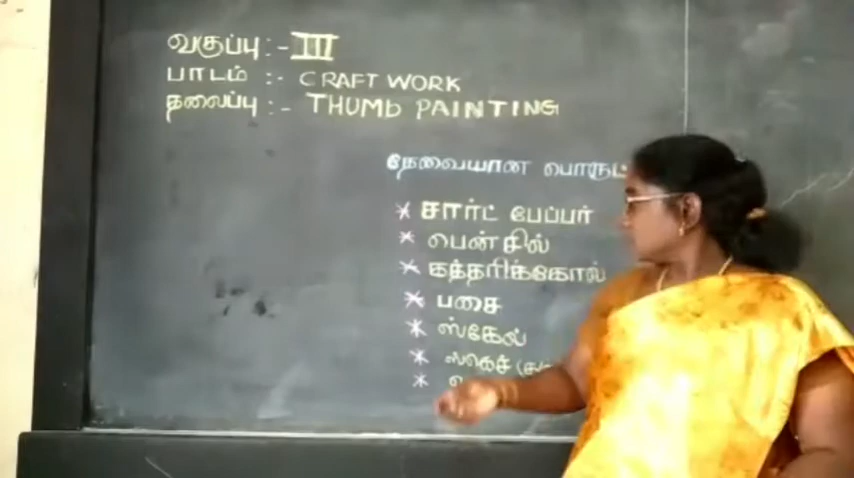 வகுப்பு :- III
பாடம் :- CRAFT WORK
தலைப்பு :- THUMb PAINTING
தேவையான
* சார்ட் பேப்பர்
* பென்சில்
* கத்தரிக்கோல்
* பசை
* ஸ்கேல்
* ஸ்கெச்